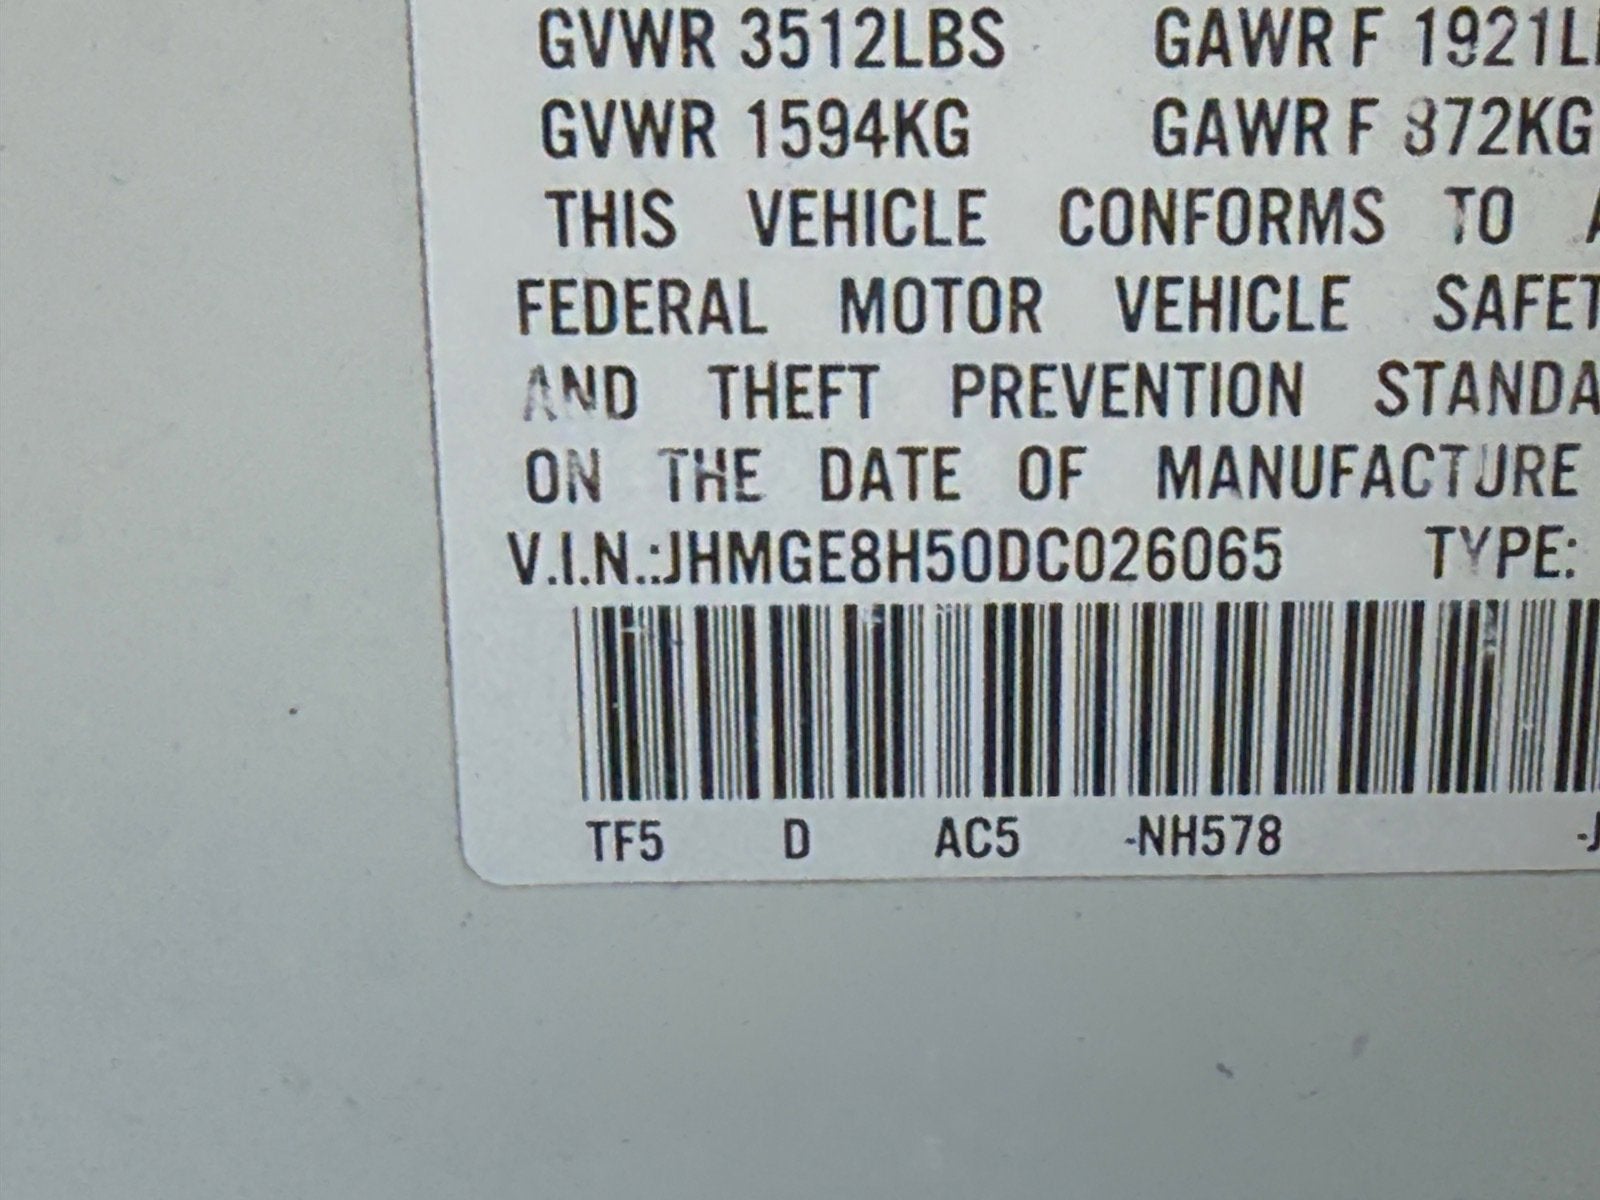 GVWR 3512LBS GAWR F 1921L
GVWR 1594KG GAWR F 872KG
THIS VEHICLE CONFORMS TO A
FEDERAL MOTOR VEHICLE SAFET
AND THEFT PREVENTION STANDA
ON THE DATE OF MANUFACTURE
V.I.N.:JHMGE8H50DC026065 TYPE:
TF5 D AC5 -NH578 -J